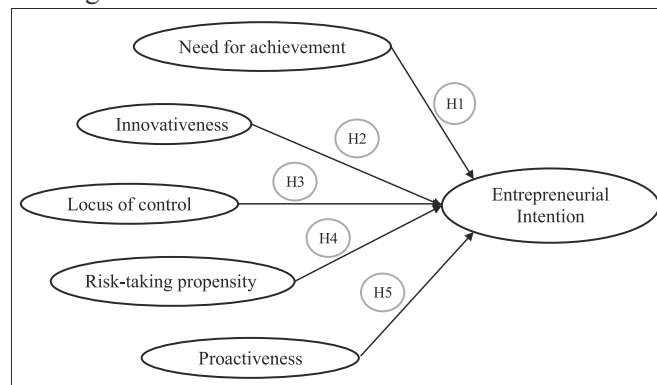 Need for achievement
H1
Innovativeness
H2
H3
Locus of control
Entrepreneurial
Intention
H4
Risk-taking propensity
H5
Proactiveness